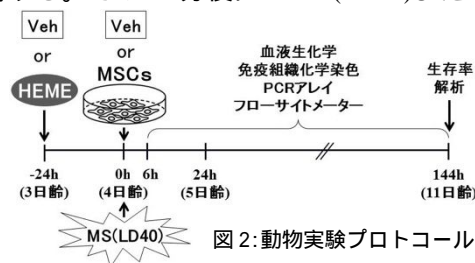 Veh
Veh
or
or
HEME
MSCs
血液生化学
免疫組織化学染色
PCRアレイ
フローサイトメーター
生存率
解析
-24h
(3日齢)
0h
(4日齢)
6h
24h
(5日齢)
144h
(11日齢)
MS(LD40)
図2:動物実験プロトコール